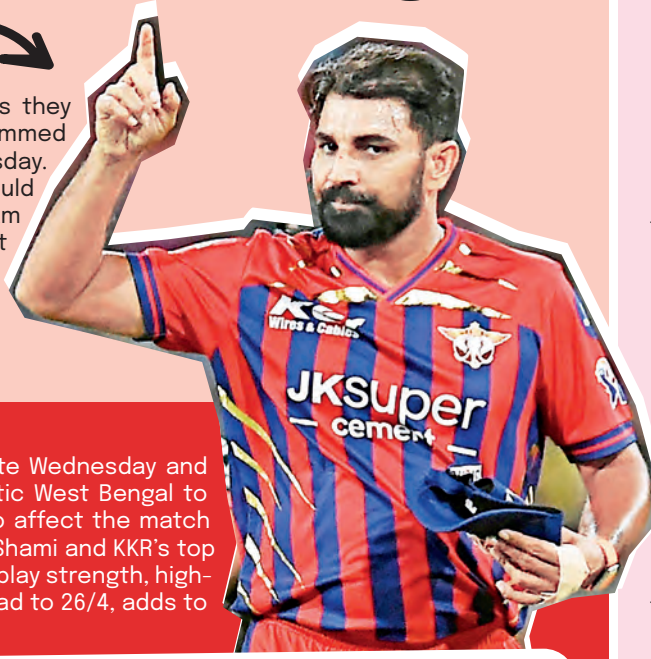 s they
mmed
sday.
uld
m
t
KEI
Wires & Cables
JKSUPER
cement
te Wednesday and
tic West Bengal to
o affect the match
Shami and KKR's top
play strength, high-
ad to 26/4, adds to